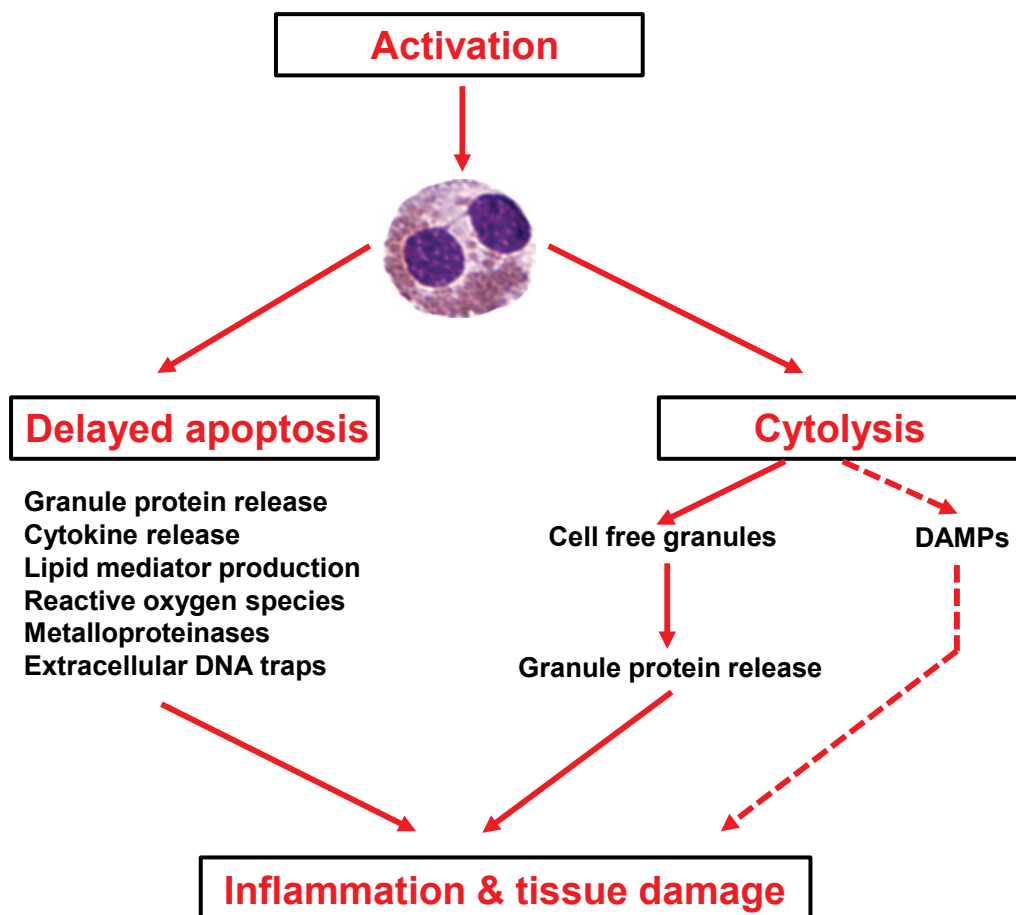 Activation
Delayed apoptosis
Cytolysis
Granule protein release
Cytokine release
Lipid mediator production
Reactive oxygen species
Metalloproteinases
Extracellular DNA traps
Cell free granules
DAMPs
Granule protein release
Inflammation & tissue damage